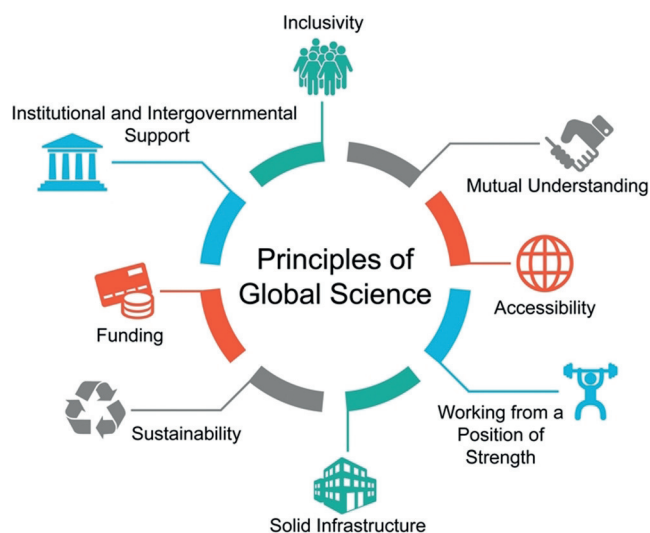 Inclusivity
Institutional and Intergovernmental
Support
Mutual Understanding
Principles of
Global Science
Accessibility
Funding
Working from a
Position of
Strength
Sustainability
Solid Infrastructure